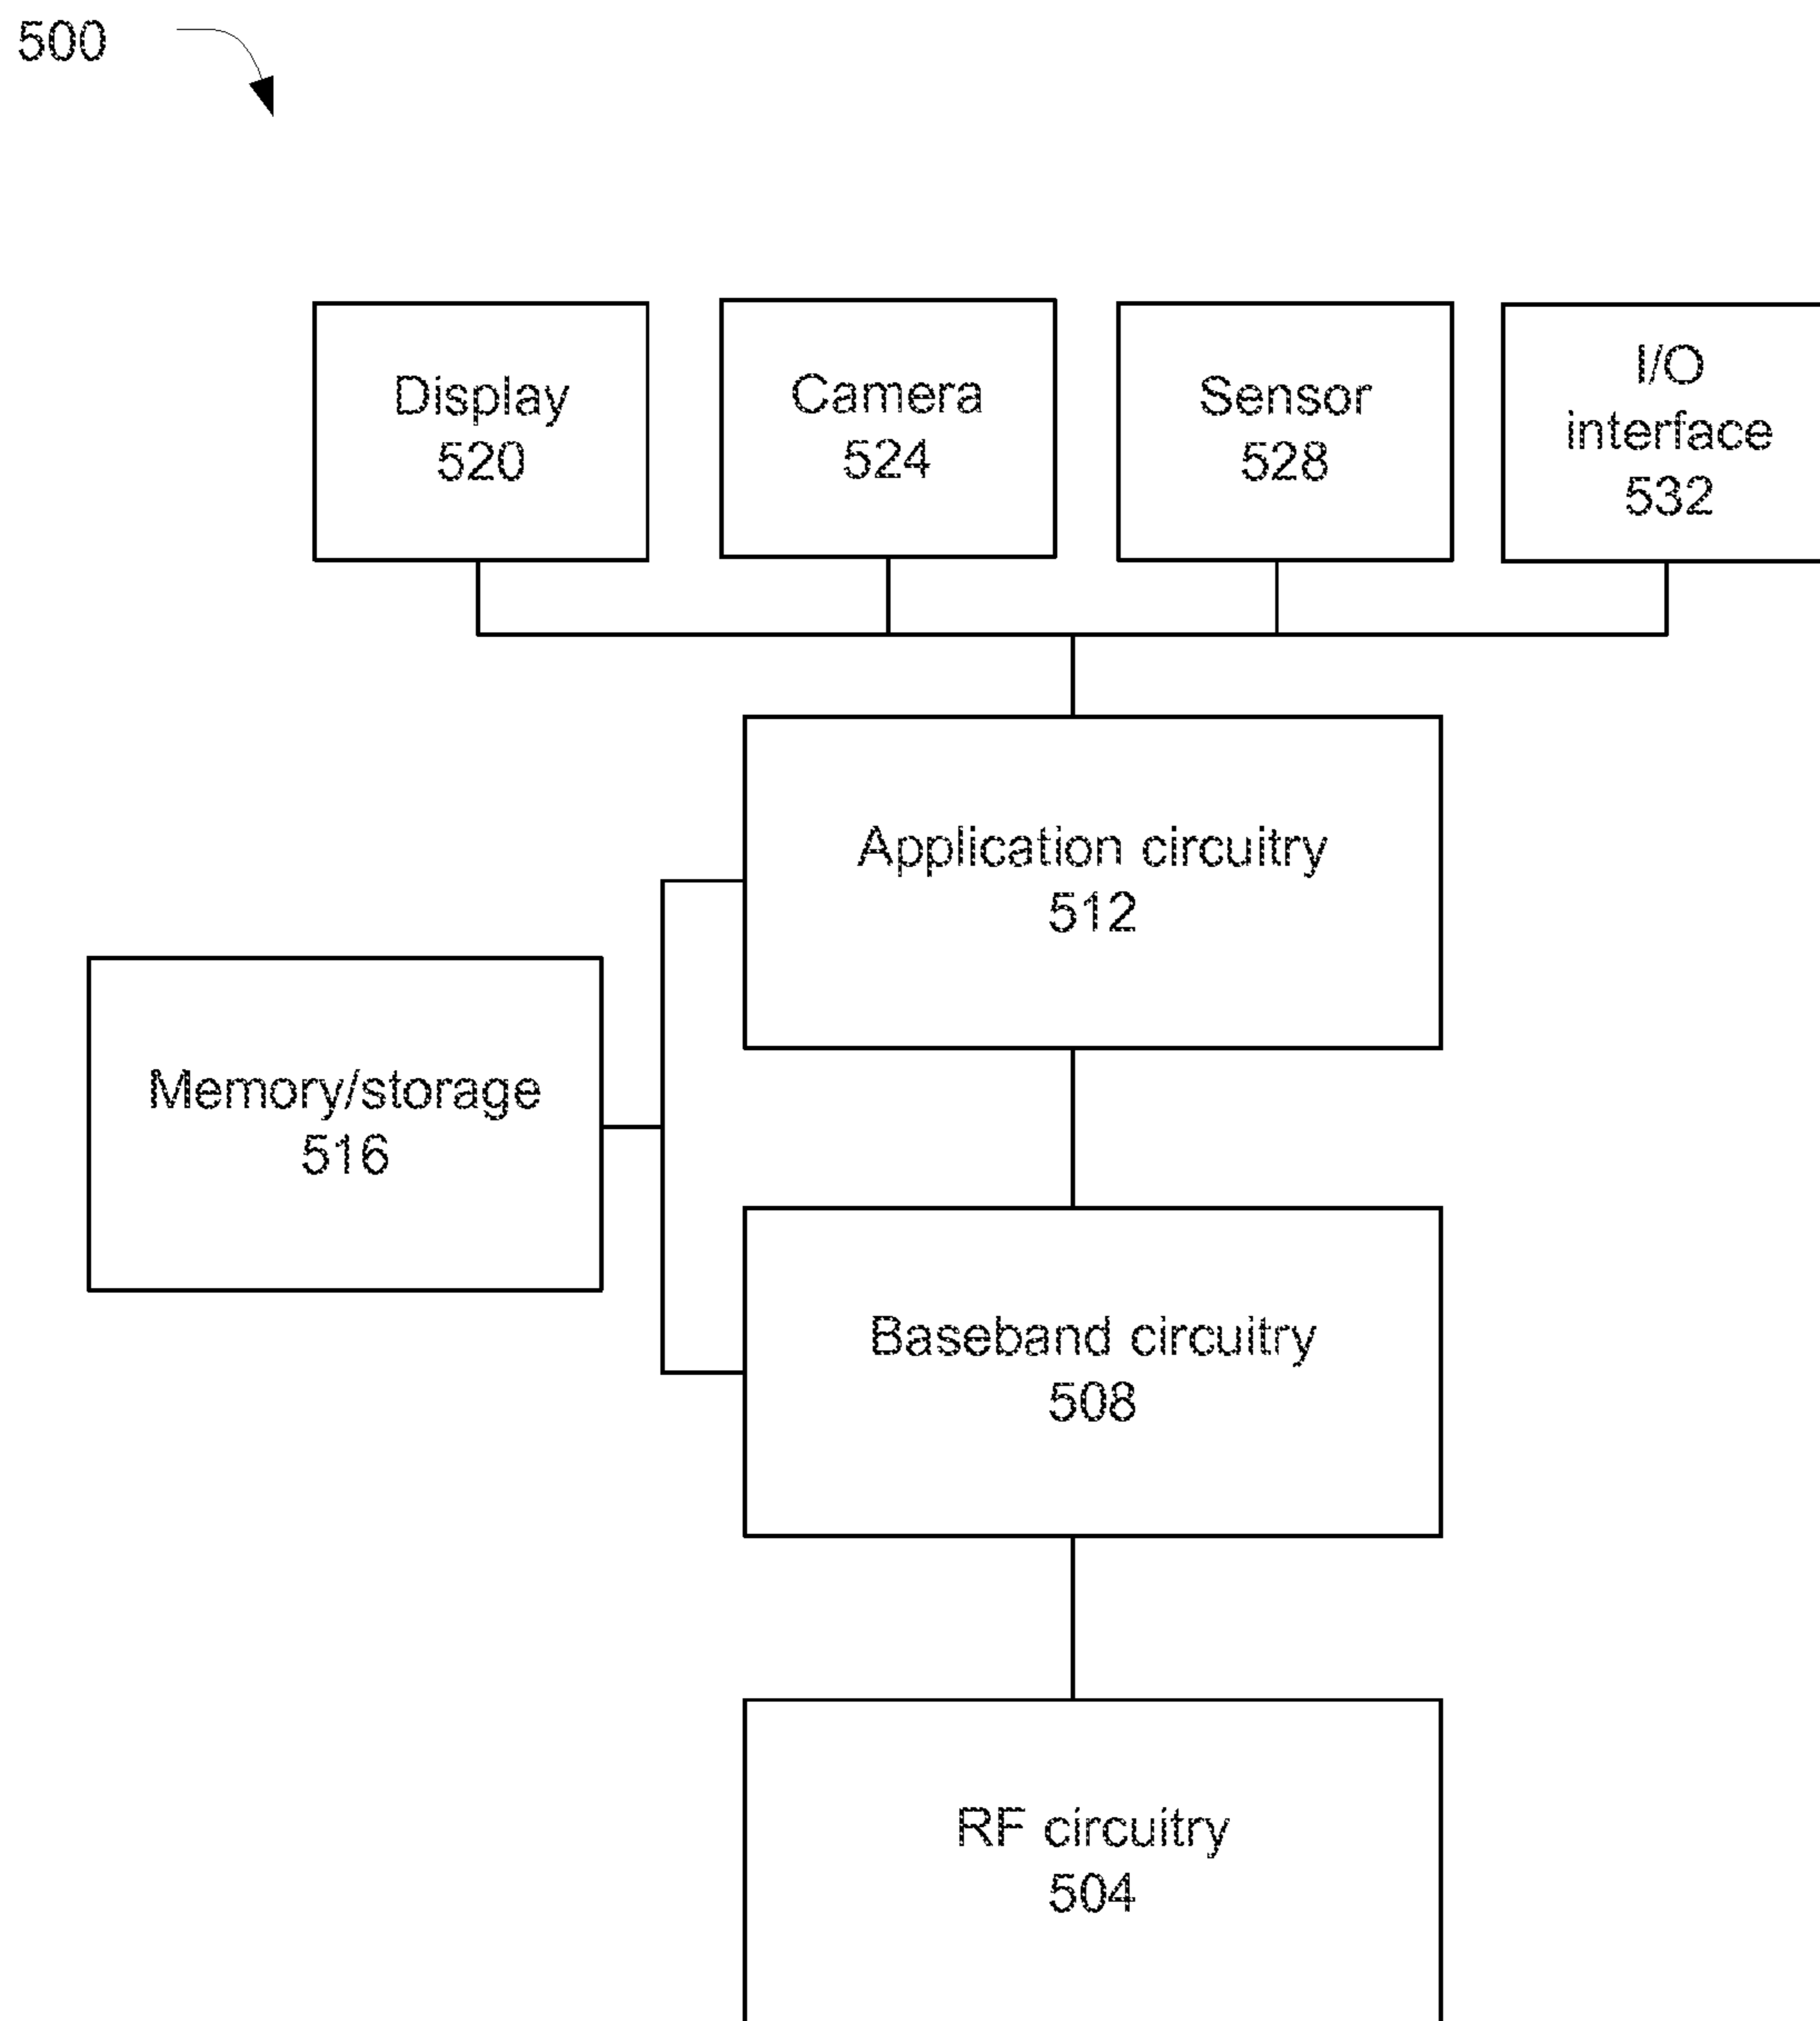 500
Display
520
Camera
524
Sensor
528
I/O
interface
532
Application circuitry
512
Memory/storage
516
Baseband circuitry
508
RF circuitry
504